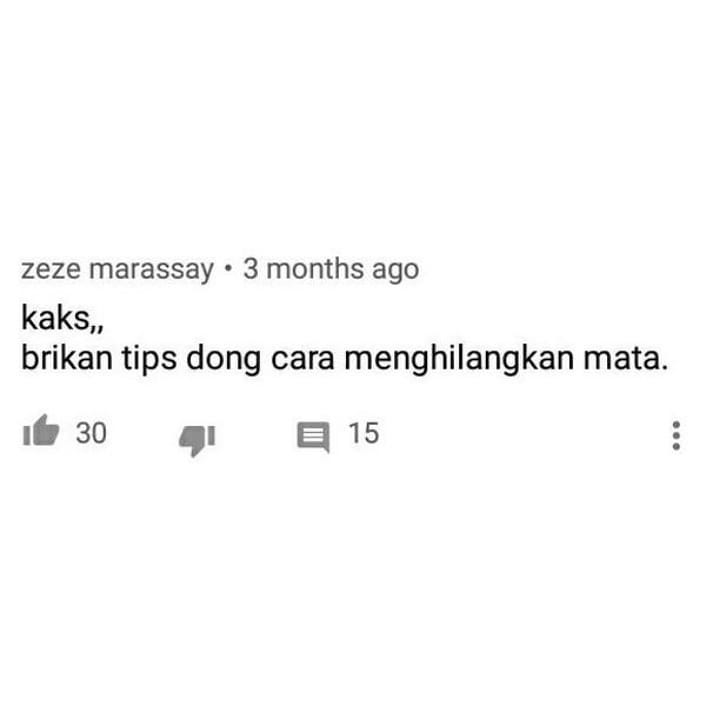 zeze marassay • 3 months ago
kaks,,
brikan tips dong cara menghilangkan mata.
30 15